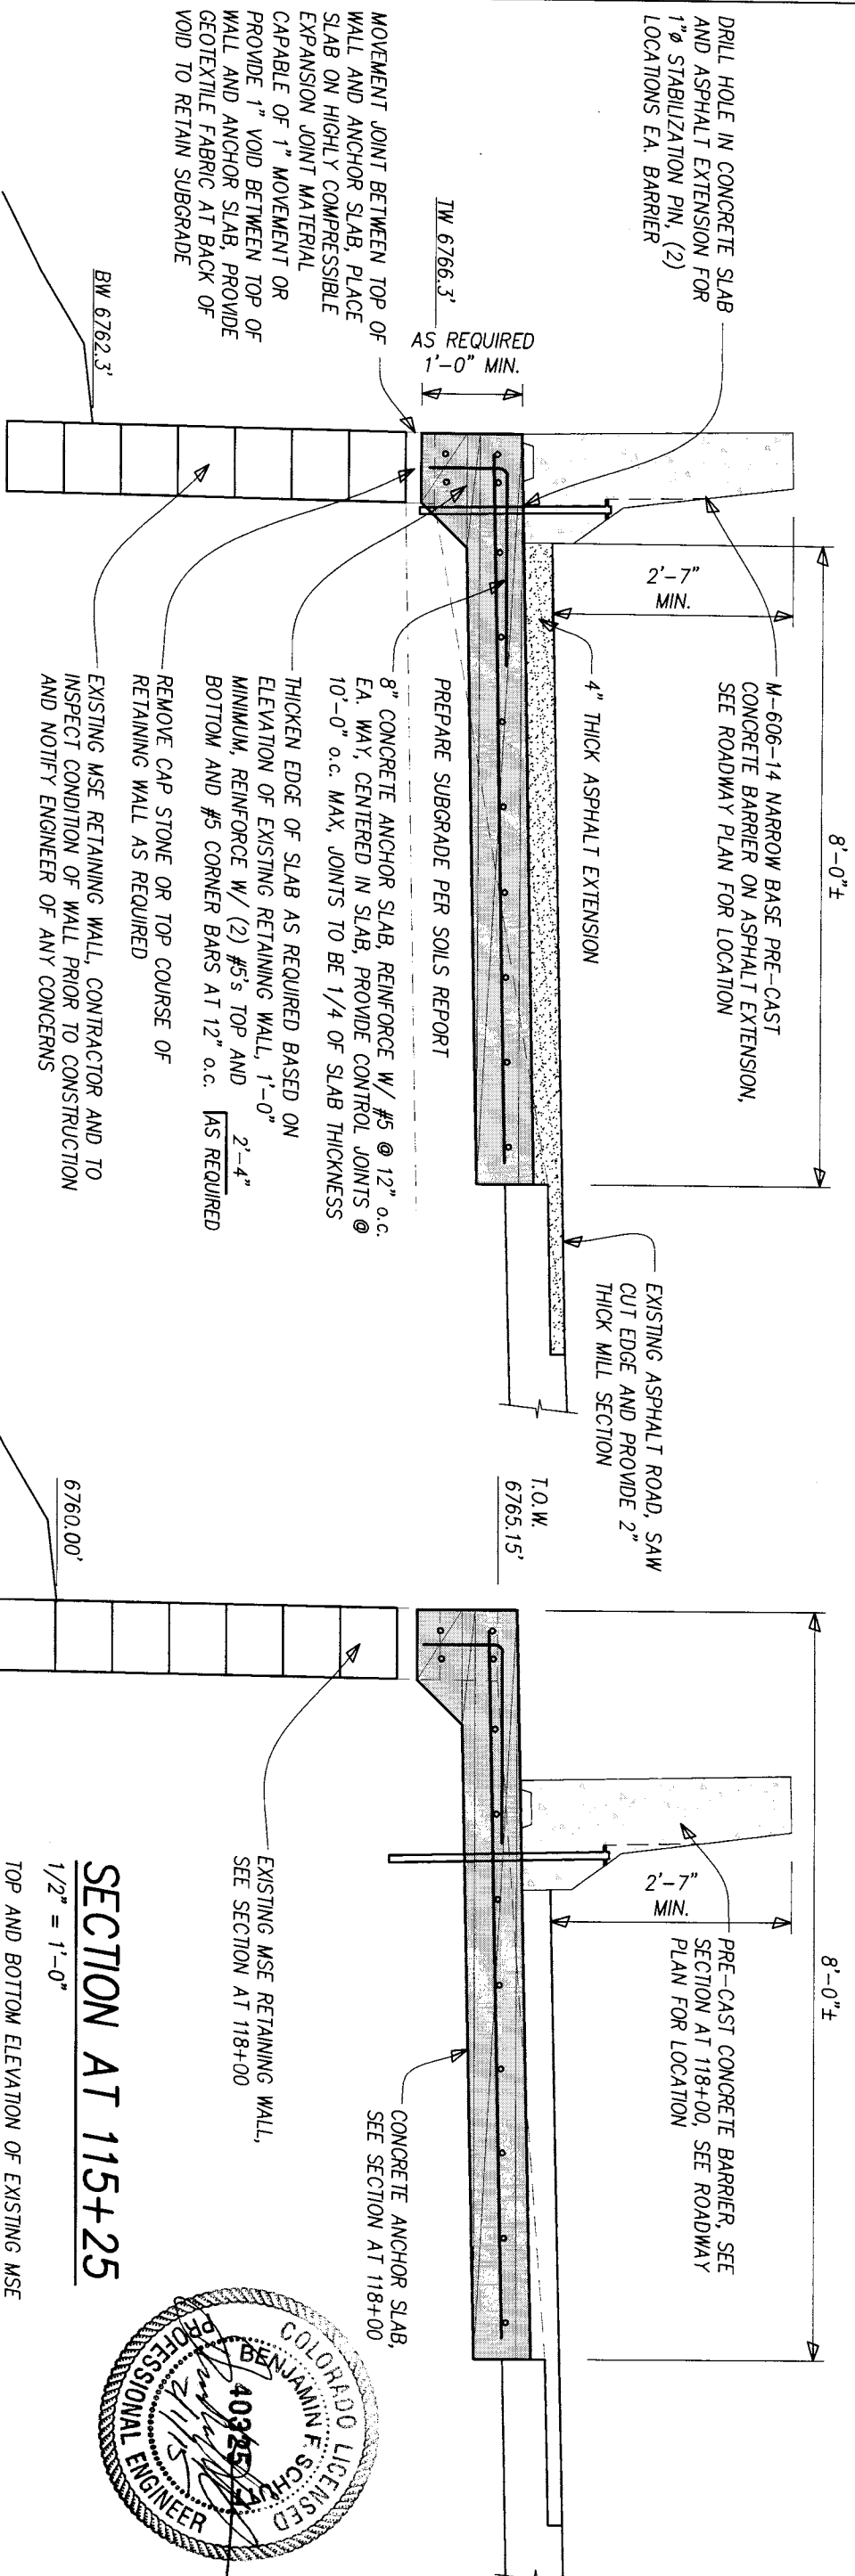 DRILL HOLE IN CONCRETE SLAB
AND ASPHALT EXTENSION FOR
1"ø STABILIZATION PIN, (2)
LOCATIONS EA. BARRIER
M-606-14 NARROW BASE PRE-CAST
CONCRETE BARRIER ON ASPHALT EXTENSION,
SEE ROADWAY PLAN FOR LOCATION
8'-0"±
2'-7"
MIN.
4" THICK ASPHALT EXTENSION
EXISTING ASPHALT ROAD, SAW
CUT EDGE AND PROVIDE 2"
THICK MILL SECTION
TW 6766.3'
AS REQUIRED
1'-0" MIN.
MOVEMENT JOINT BETWEEN TOP OF
WALL AND ANCHOR SLAB, PLACE
SLAB ON HIGHLY COMPRESSIBLE
EXPANSION JOINT MATERIAL
CAPABLE OF 1" MOVEMENT OR
PROVIDE 1" VOID BETWEEN TOP OF
WALL AND ANCHOR SLAB, PROVIDE
GEOTEXTILE FABRIC AT BACK OF
VOID TO RETAIN SUBGRADE
BW 6762.3'
PREPARE SUBGRADE PER SOILS REPORT
8" CONCRETE ANCHOR SLAB, REINFORCE W/ #5 @ 12" o.c.
EA. WAY, CENTERED IN SLAB, PROVIDE CONTROL JOINTS @
10'-0" o.c. MAX, JOINTS TO BE 1/4 OF SLAB THICKNESS
THICKEN EDGE OF SLAB AS REQUIRED BASED ON
ELEVATION OF EXISTING RETAINING WALL, 1'-0"
MINIMUM, REINFORCE W/ (2) #5's TOP AND
BOTTOM AND #5 CORNER BARS AT 12" o.c.
2'-4"
AS REQUIRED
REMOVE CAP STONE OR TOP COURSE OF
RETAINING WALL AS REQUIRED
EXISTING MSE RETAINING WALL, CONTRACTOR AND TO
INSPECT CONDITION OF WALL PRIOR TO CONSTRUCTION
AND NOTIFY ENGINEER OF ANY CONCERNS
8'-0"±
2'-7"
MIN.
PRE-CAST CONCRETE BARRIER, SEE
SECTION AT 118+00, SEE ROADWAY
PLAN FOR LOCATION
T.O.W.
6765.15'
6760.00'
CONCRETE ANCHOR SLAB,
SEE SECTION AT 118+00
EXISTING MSE RETAINING WALL,
SEE SECTION AT 118+00
SECTION AT 115+25
1/2" = 1'-0"
TOP AND BOTTOM ELEVATION OF EXISTING MSE
COLORADO LICENSED
BENJAMIN F SCHUTT
40325
2/1/15
PROFESSIONAL ENGINEER